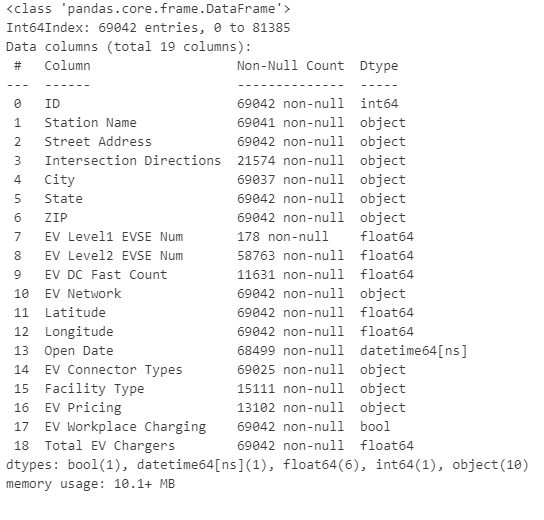 <class 'pandas.core.frame.DataFrame'>
Int64Index: 69042 entries, 0 to 81385
Data columns (total 19 columns):
 #   Column                   Non-Null Count  Dtype
---  ------                   --------------  -----
 0   ID                       69042 non-null  int64
 1   Station Name             69041 non-null  object
 2   Street Address           69042 non-null  object
 3   Intersection Directions  21574 non-null  object
 4   City                     69037 non-null  object
 5   State                    69042 non-null  object
 6   ZIP                      69042 non-null  object
 7   EV Level1 EVSE Num       178 non-null    float64
 8   EV Level2 EVSE Num       58763 non-null  float64
 9   EV DC Fast Count         11631 non-null  float64
 10  EV Network               69042 non-null  object
 11  Latitude                 69042 non-null  float64
 12  Longitude                69042 non-null  float64
 13  Open Date                68499 non-null  datetime64[ns]
 14  EV Connector Types       69025 non-null  object
 15  Facility Type            15111 non-null  object
 16  EV Pricing               13102 non-null  object
 17  EV Workplace Charging    69042 non-null  bool
 18  Total EV Chargers        69042 non-null  float64
dtypes: bool(1), datetime64[ns](1), float64(6), int64(1), object(10)
memory usage: 10.1+ MB